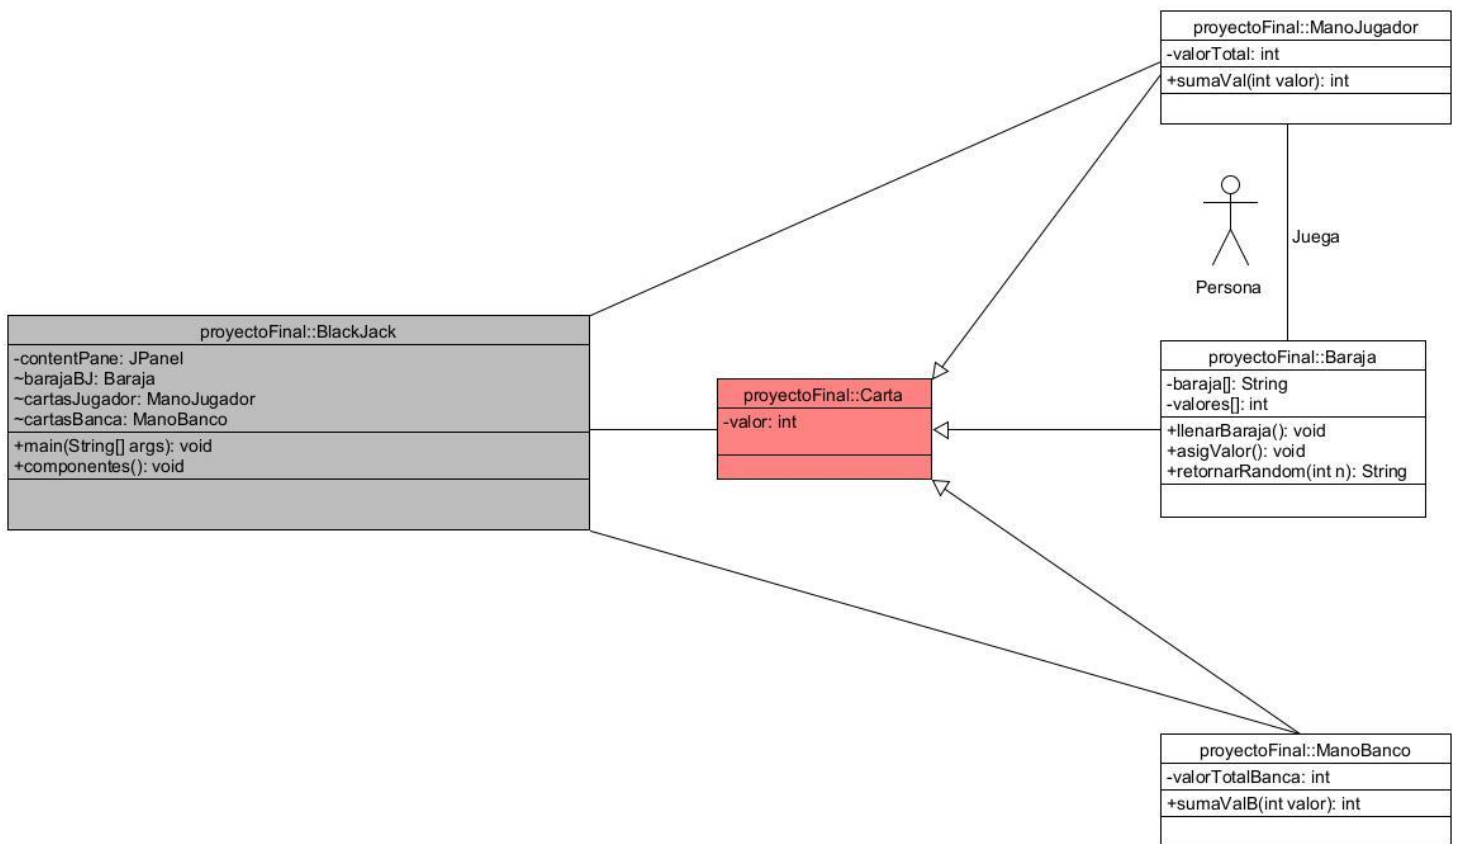 proyectoFinal::ManoJugador
-valorTotal: int
+sumaVal(int valor): int
Juega
Persona
proyectoFinal::BlackJack
-contentPane: JPanel
~barajaBJ: Baraja
~cartasJugador: ManoJugador
~cartasBanca: ManoBanco
+main(String[] args): void
+componentes(): void
proyectoFinal::Carta
-valor: int
proyectoFinal::Baraja
-baraja[]: String
-valores[]: int
+llenarBaraja(): void
+asigValor(): void
+retornarRandom(int n): String
proyectoFinal::ManoBanco
-valorTotalBanca: int
+sumaValB(int valor): int